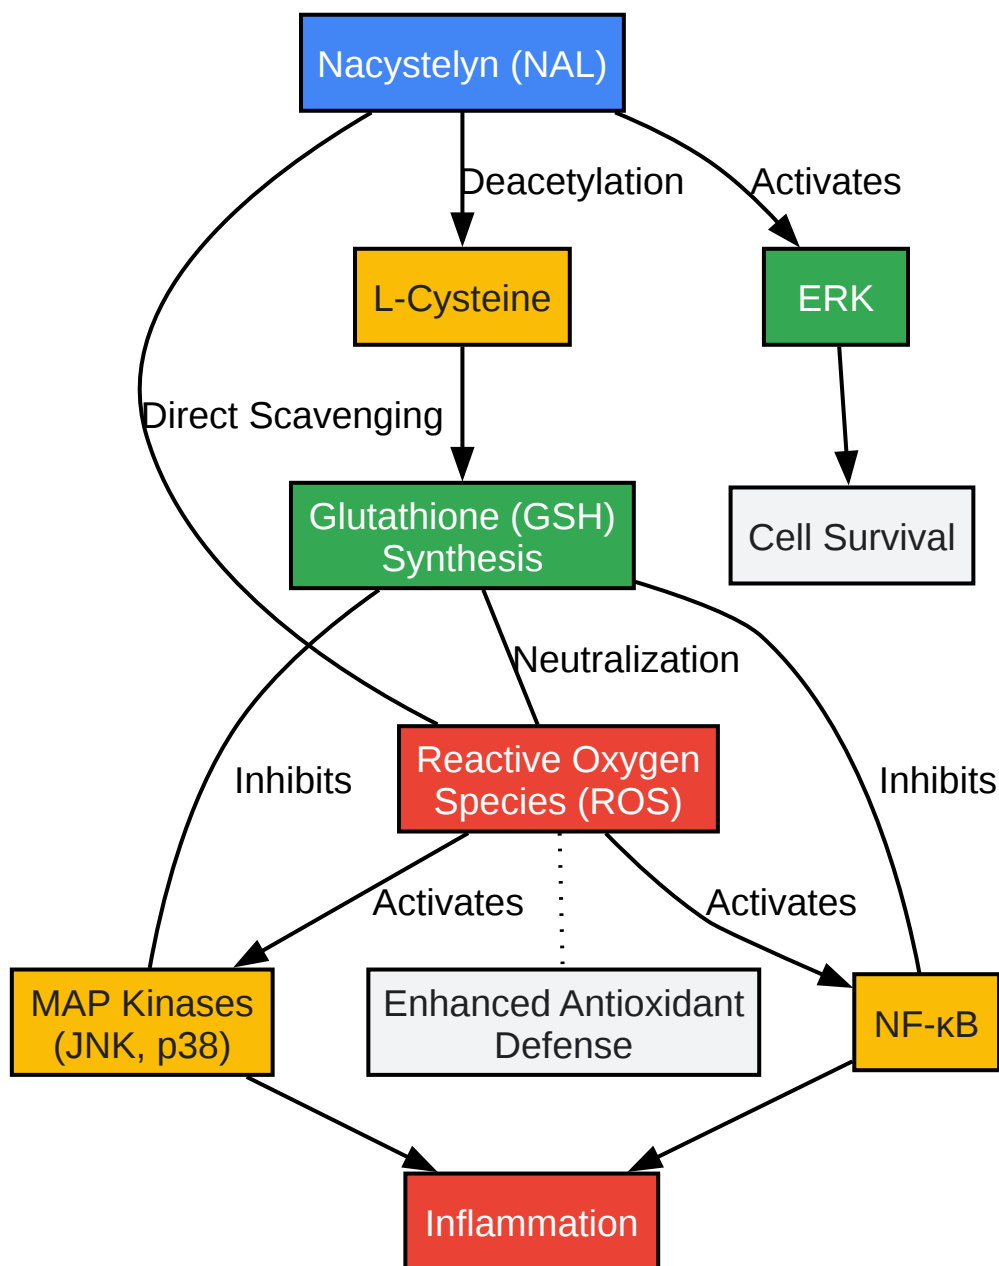 Nacystelyn (NAL)
Deacetylation
Activates
L-Cysteine
ERK
Direct Scavenging
Glutathione (GSH)
Synthesis
Cell Survival
Neutralization
Reactive Oxygen
Species (ROS)
Inhibits
Inhibits
Activates
Activates
MAP Kinases
(JNK, p38)
Enhanced Antioxidant
Defense
NF-κB
Inflammation